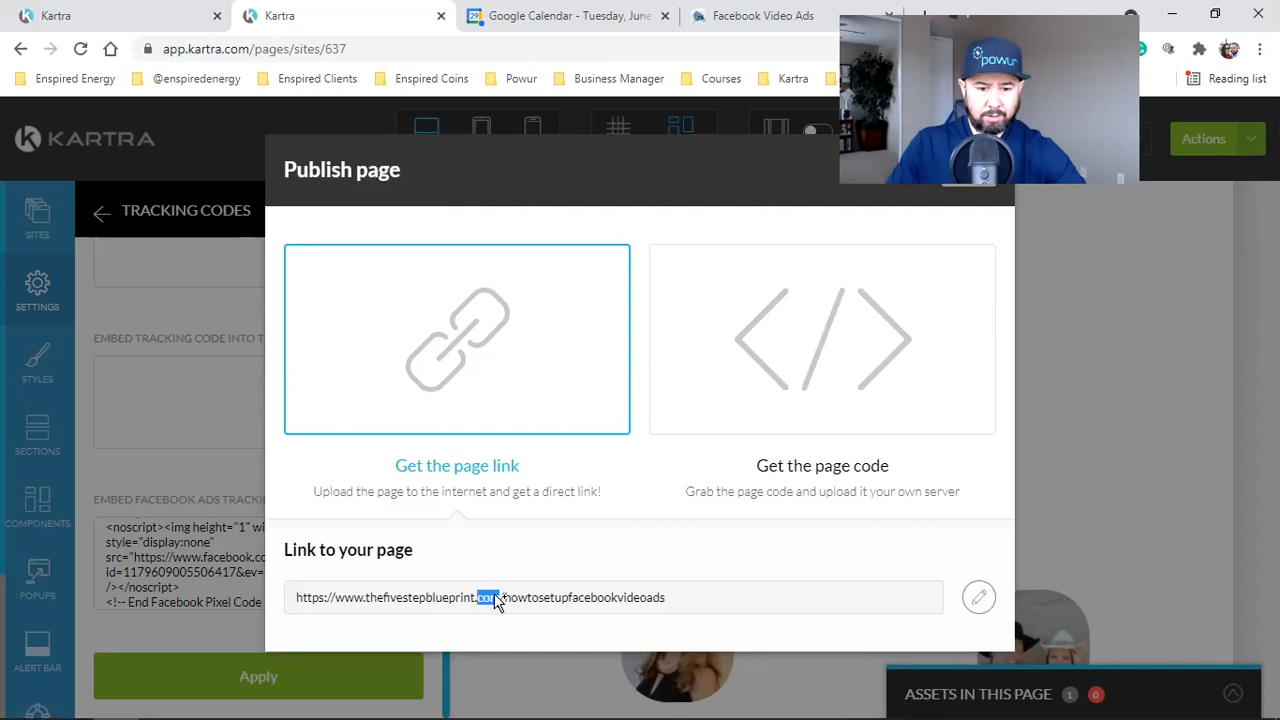 Kartra
Kartra
Google Calendar - Tuesday, June
Facebook Video Ads
app.kartra.com/pages/sites/637
Enspired Energy
@enspiredenergy
Enspired Clients
Enspired Coins
Powur
Business Manager
Courses
Kartra
Reading list
powur
KARTRA
Actions
Publish page
SITES
TRACKING CODES
SETTINGS
EMBED TRACKING CODE INTO T
STYLES
SECTIONS
Get the page link
Get the page code
Upload the page to the internet and get a direct link!
Grab the page code and upload it your own server
COMPONENTS
EMBED FACEBOOK ADS TRACKIN
<noscript><img height="1" wi
style="display:none"
src="https://www.facebook.co
id=1179609005506417&ev=
/></noscript>
<!-- End Facebook Pixel Code
Link to your page
https://www.thefivestepblueprint.com/howtosetupfacebookvideoads
POPUPS
ALERT BAR
Apply
ASSETS IN THIS PAGE 1 0